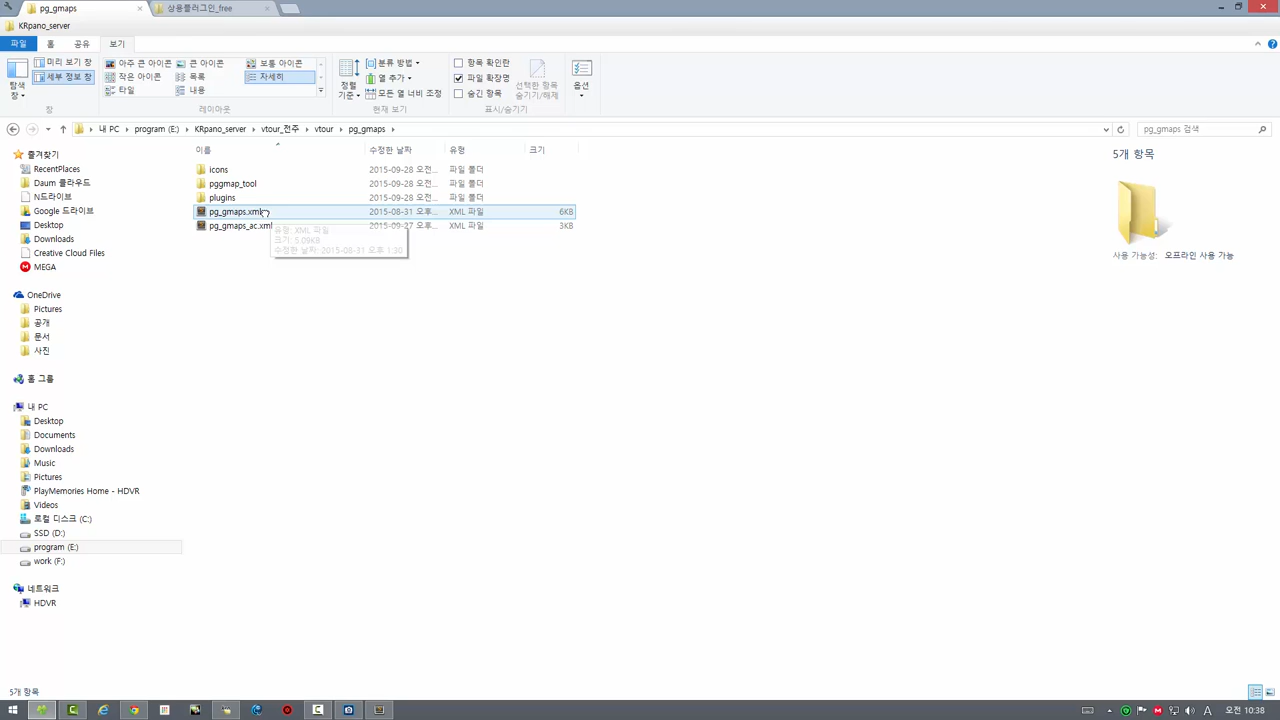 pg_gmaps
상용플러그인_free
KRpano_server
파일 홈 공유 보기
미리 보기 창
세부 정보 창
탐색
창
창
아주 큰 아이콘 큰 아이콘 보통 아이콘
작은 아이콘 목록 자세히
타일 내용
레이아웃
정렬
기준
분류 방법
열 추가
모든 열 너비 조정
현재 보기
항목 확인란
파일 확장명
숨긴 항목
선택한 항목
숨기기/해제
표시/숨기기
옵션
내 PC program (E:) KRpano_server vtour_전주 vtour pg_gmaps
pg_gmaps 검색
이름 수정한 날짜 유형 크기
icons 2015-09-28 오전... 파일 폴더
pggmap_tool 2015-09-28 오전... 파일 폴더
plugins 2015-09-28 오전... 파일 폴더
pg_gmaps.xml 2015-08-31 오후... XML 파일 6KB
pg_gmaps_ac.xml 2015-09-27 오후... XML 파일 3KB
유형: XML 파일
크기: 5.09KB
수정한 날짜: 2015-08-31 오후 1:30
즐겨찾기
RecentPlaces
Daum 클라우드
N드라이브
Google 드라이브
Desktop
Downloads
Creative Cloud Files
MEGA
OneDrive
Pictures
공개
문서
사진
홈 그룹
내 PC
Desktop
Documents
Downloads
Music
Pictures
PlayMemories Home - HDVR
Videos
로컬 디스크 (C:)
SSD (D:)
program (E:)
work (F:)
네트워크
HDVR
5개 항목
사용 가능성: 오프라인 사용 가능
5개 항목
A 오전 10:38